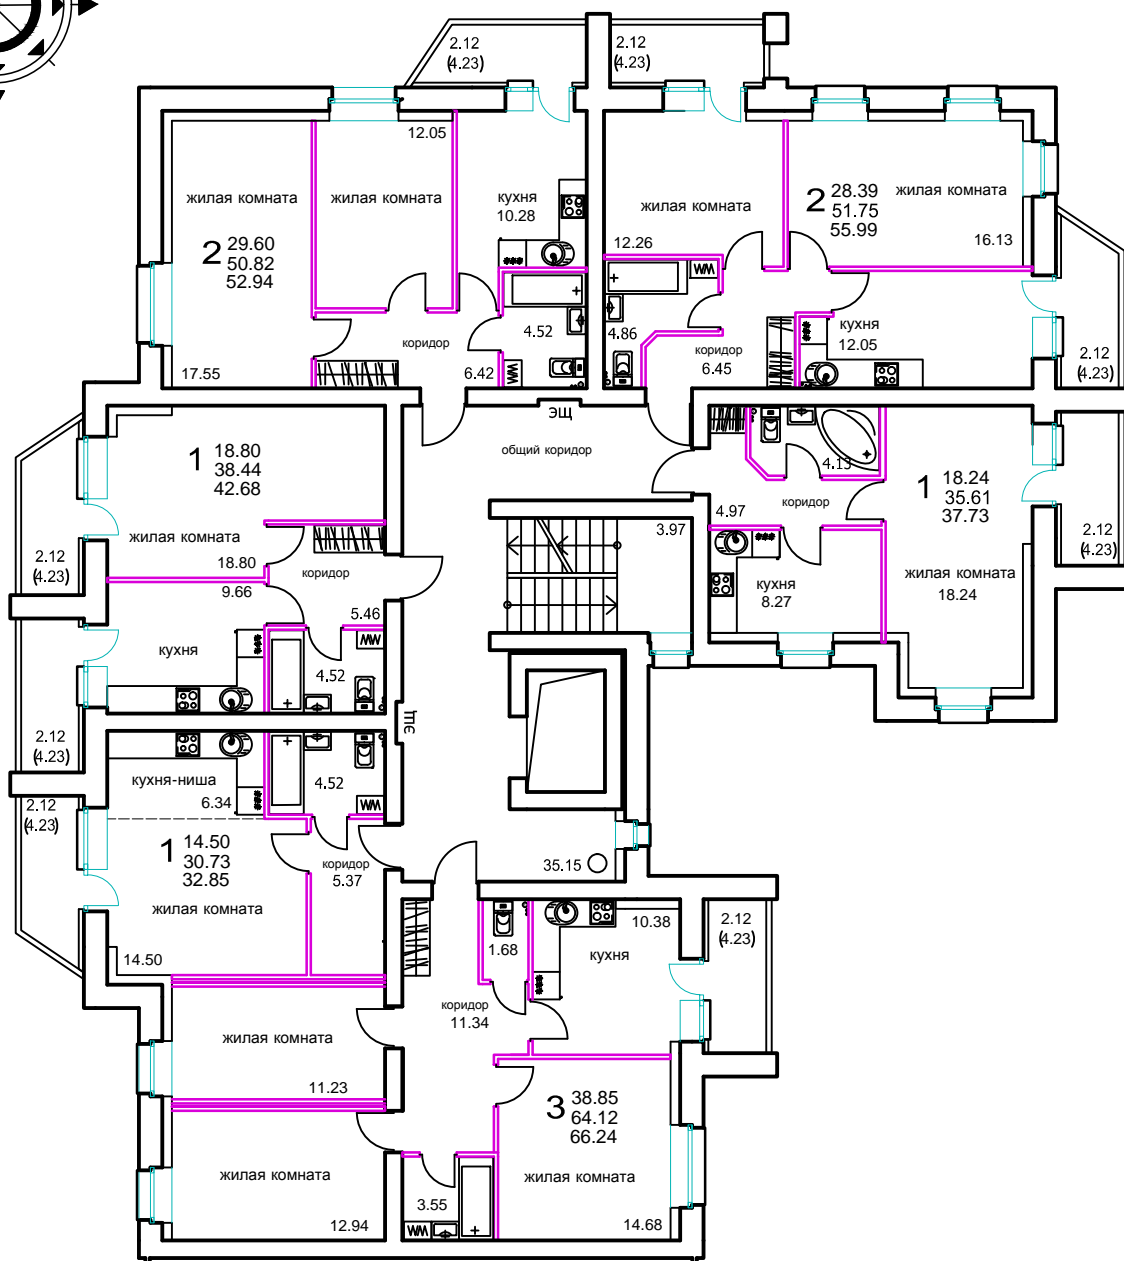 2.12
(4.23)
2.12
(4.23)
12.05
жилая комната
жилая комната
кухня
10.28
2
29.60
50.82
52.94
4.52
коридор
6.42
17.55
жилая комната
12.26
2
28.39
51.75
55.99
жилая комната
16.13
4.86
коридор
6.45
кухня
12.05
WM
WM
2.12
(4.23)
ЭЩ
общий коридор
1
18.80
38.44
42.68
жилая комната
18.80
2.12
(4.23)
коридор
5.46
9.66
кухня
4.52
WM
2.12
(4.23)
ЭЩ
3.97
4.13
4.97
коридор
1
18.24
35.61
37.73
жилая комната
18.24
кухня
8.27
2.12
(4.23)
кухня-ниша
6.34
4.52
WM
2.12
(4.23)
1
14.50
30.73
32.85
жилая комната
14.50
коридор
5.37
35.15
1.68
10.38
кухня
2.12
(4.23)
коридор
11.34
жилая комната
11.23
3
38.85
64.12
66.24
жилая комната
14.68
жилая комната
12.94
3.55
WM